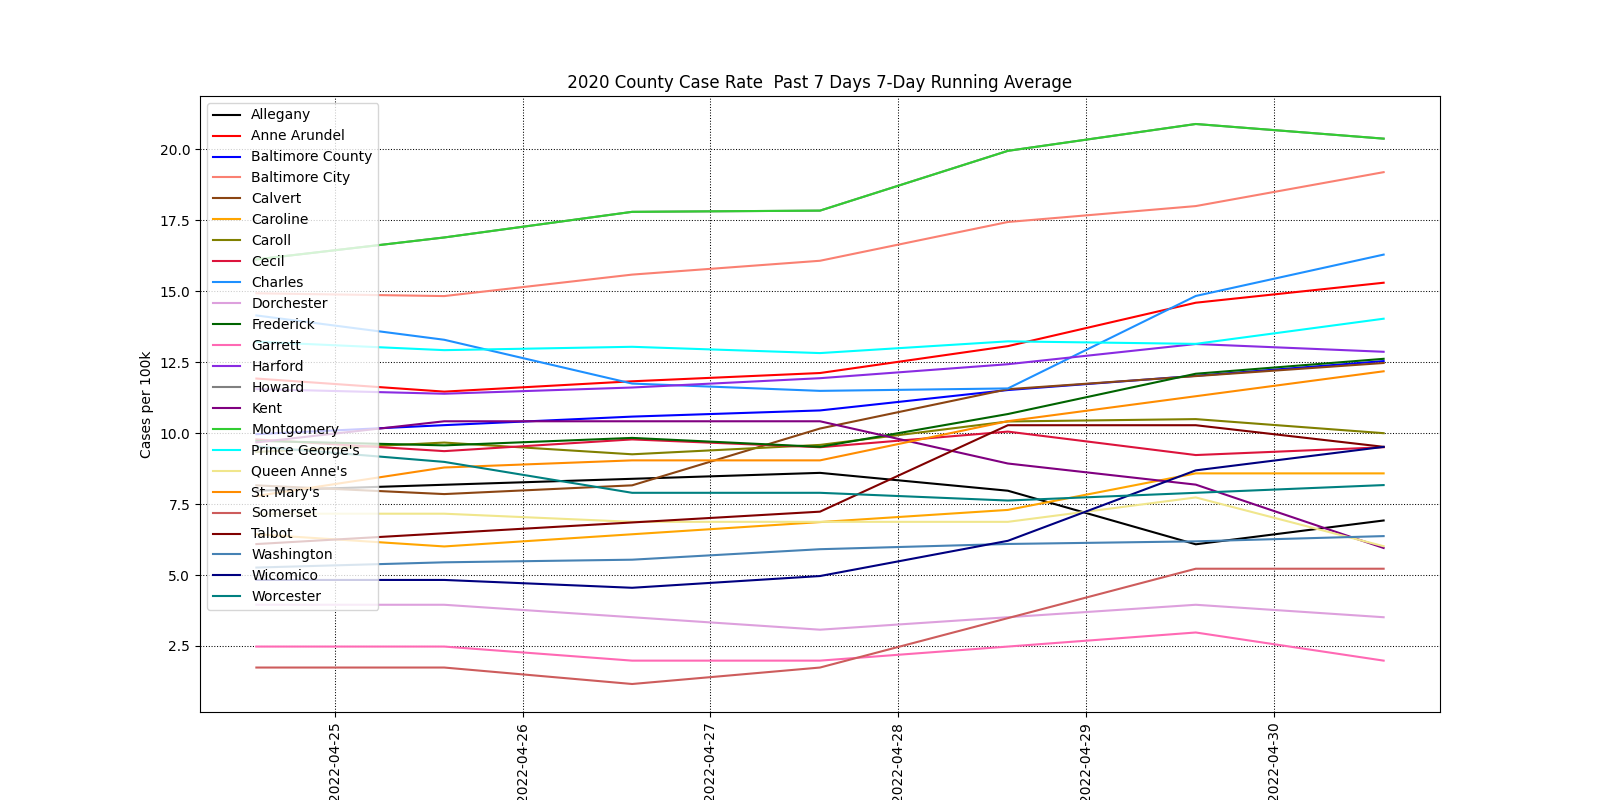 2020 County Case Rate  Past 7 Days 7-Day Running Average
Cases per 100k
20.0
17.5
15.0
12.5
10.0
7.5
5.0
2.5
Allegany
Anne Arundel
Baltimore County
Baltimore City
Calvert
Caroline
Caroll
Cecil
Charles
Dorchester
Frederick
Garrett
Harford
Howard
Kent
Montgomery
Prince George's
Queen Anne's
St. Mary's
Somerset
Talbot
Washington
Wicomico
Worcester
2022-04-25
2022-04-26
2022-04-27
2022-04-28
2022-04-29
2022-04-30